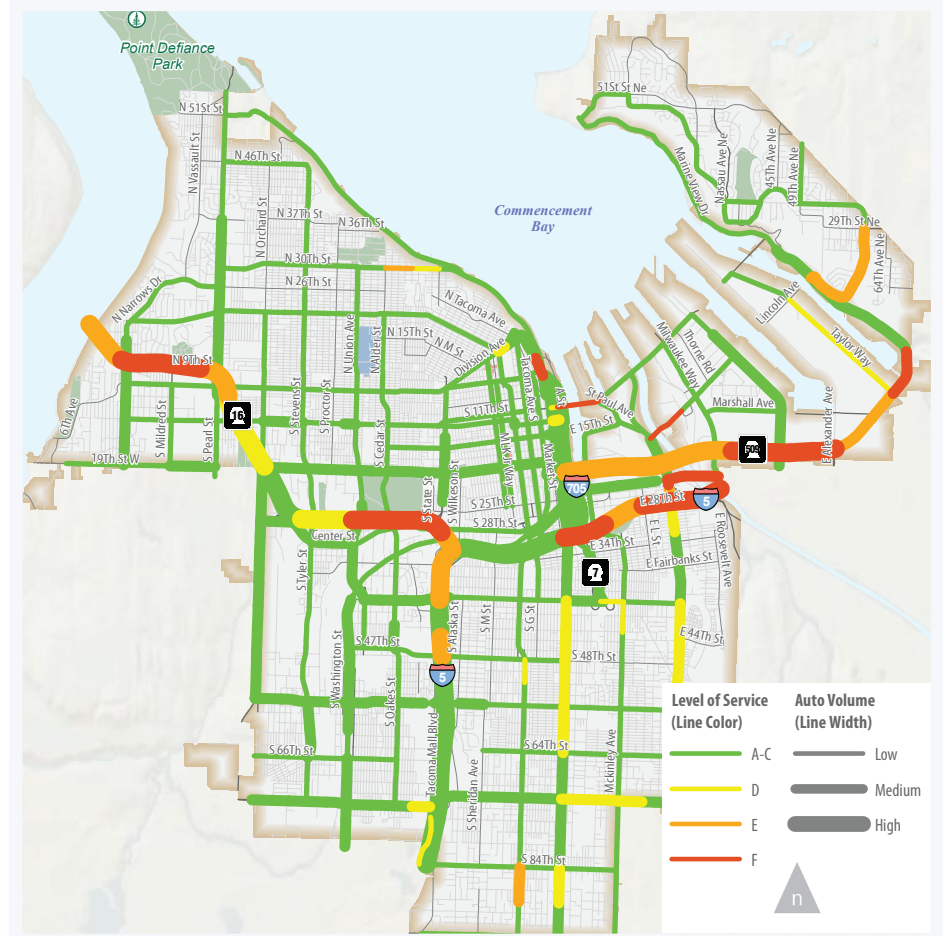 Point Defiance
Park
N 51St St
N Vassault St
N 46Th St
N Orchard St
N 37Th St
N 36Th St
N 30Th St
N 26Th St
N Narrows Dr
N Tacoma Ave
N 15Th St
N M St
N Union Ave
N Alder St
Division Ave
N 9Th St
6Th Ave
S Mildred St
S Pearl St
16
S Stevens St
S Proctor St
S Cedar St
S 11Th St
Tacoma Ave S
A St
St Paul Ave
E 15Th St
M L K Jr Way
Market St
19Th St W
S State St
S Wilkeson St
S 25Th St
S 28Th St
Center St
S Tyler St
705
Commencement
Bay
51St St Ne
Marine View Dr
Nassau Ave Ne
45Th Ave Ne
49Th Ave Ne
29Th St Ne
64Th Ave Ne
Lincoln Ave
Taylor Way
Milwaukee Way
Thorne Rd
Marshall Ave
E Alexander Ave
509
E 28Th St
5
E L St
E Roosevelt Ave
E 34Th St
E Fairbanks St
7
E 44Th St
S Alaska St
S M St
S G St
S 47Th St
S 48Th St
5
S Washington St
S Oakes St
Tacoma Mall Blvd
S 66Th St
S 64Th St
S Sheridan Ave
Mckinley Ave
S 84Th St
Level of Service
(Line Color)
A-C
D
E
F
Auto Volume
(Line Width)
Low
Medium
High
n